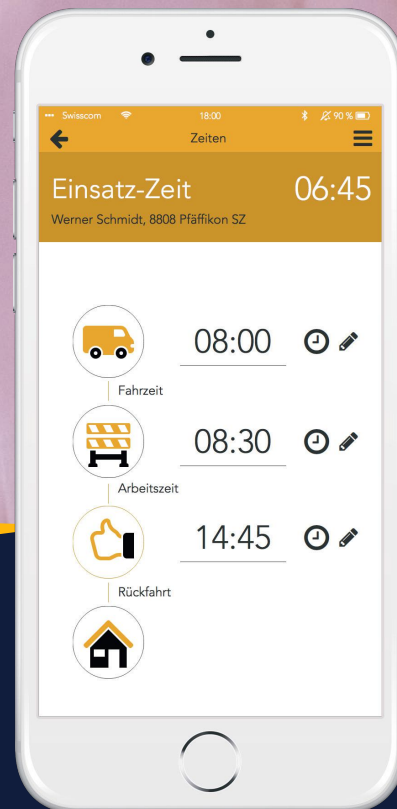 Swisscom 18:00 90 %
Zeiten
Einsatz-Zeit 06:45
Werner Schmidt, 8808 Pfäffikon SZ
08:00
Fahrzeit
08:30
Arbeitszeit
14:45
Rückfahrt